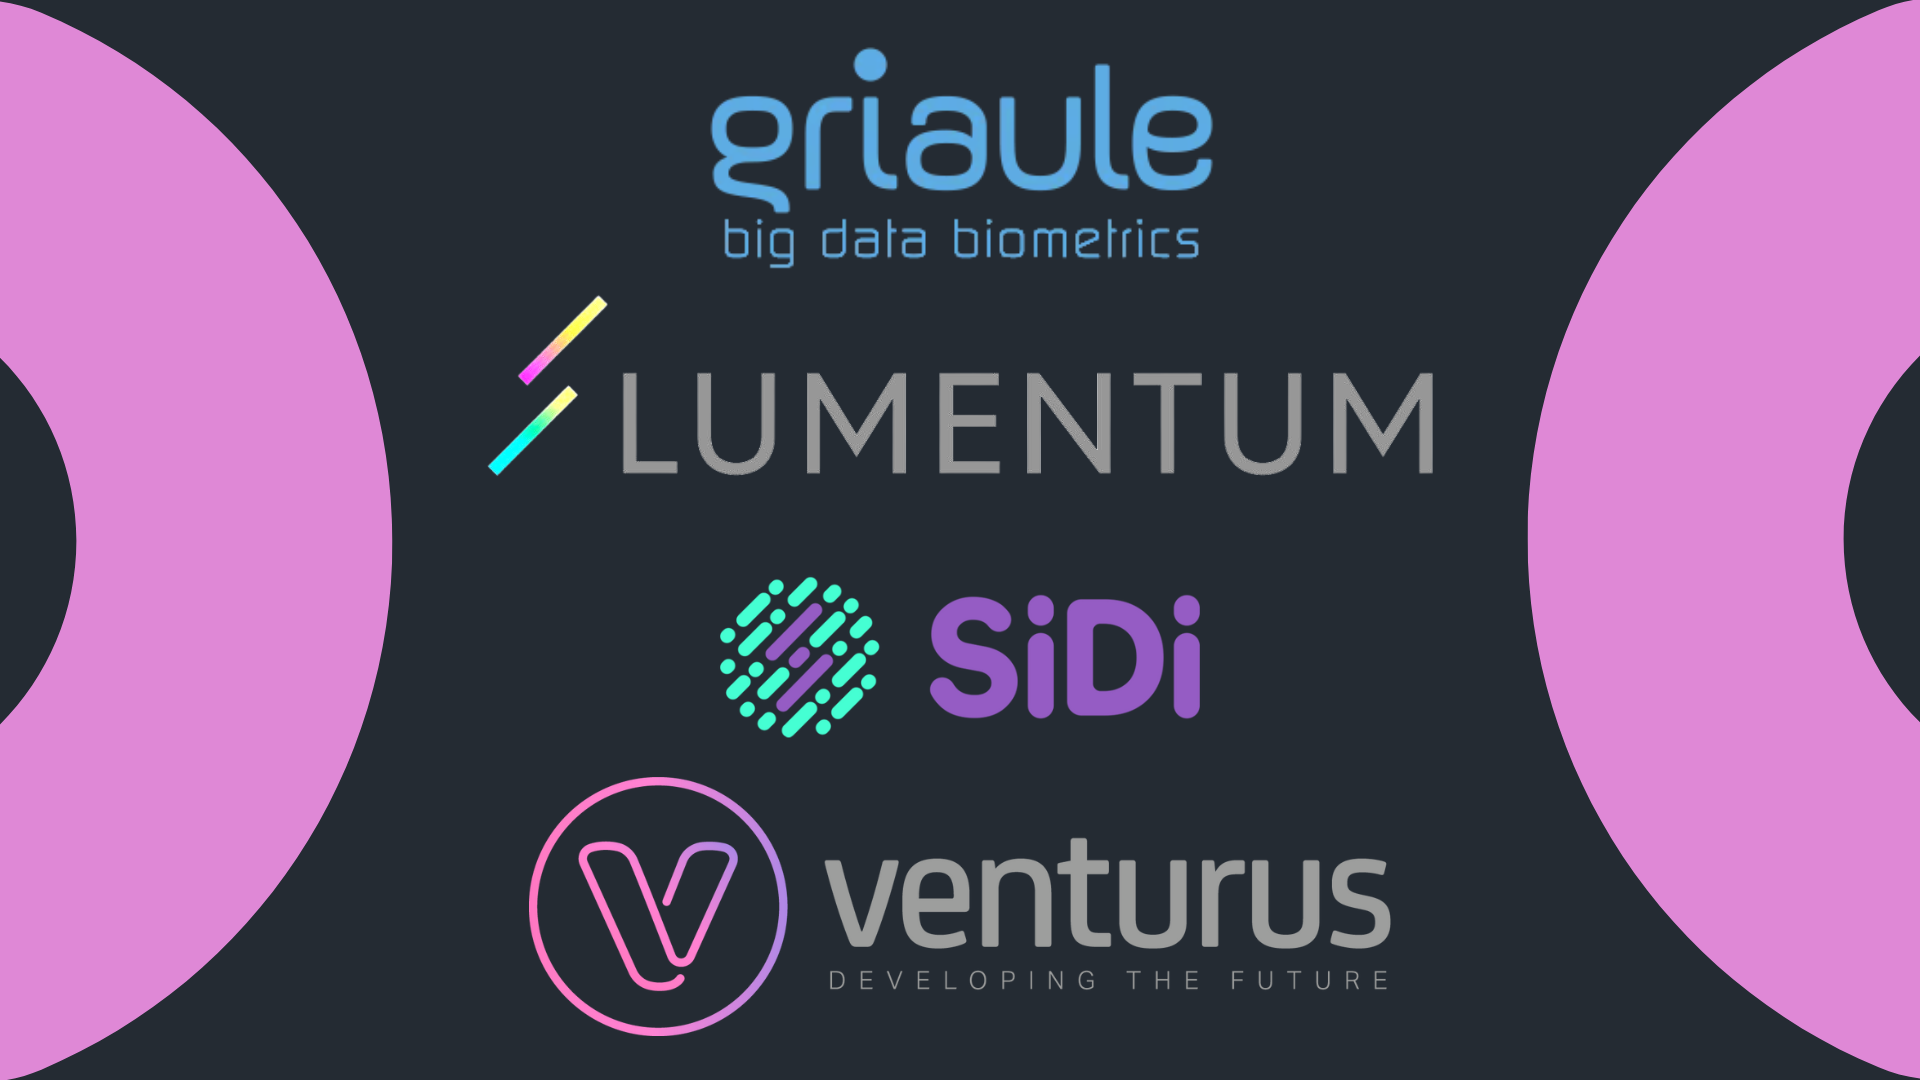 griaule
big data biometrics
LUMENTUM
SiDi
venturus
DEVELOPING THE FUTURE